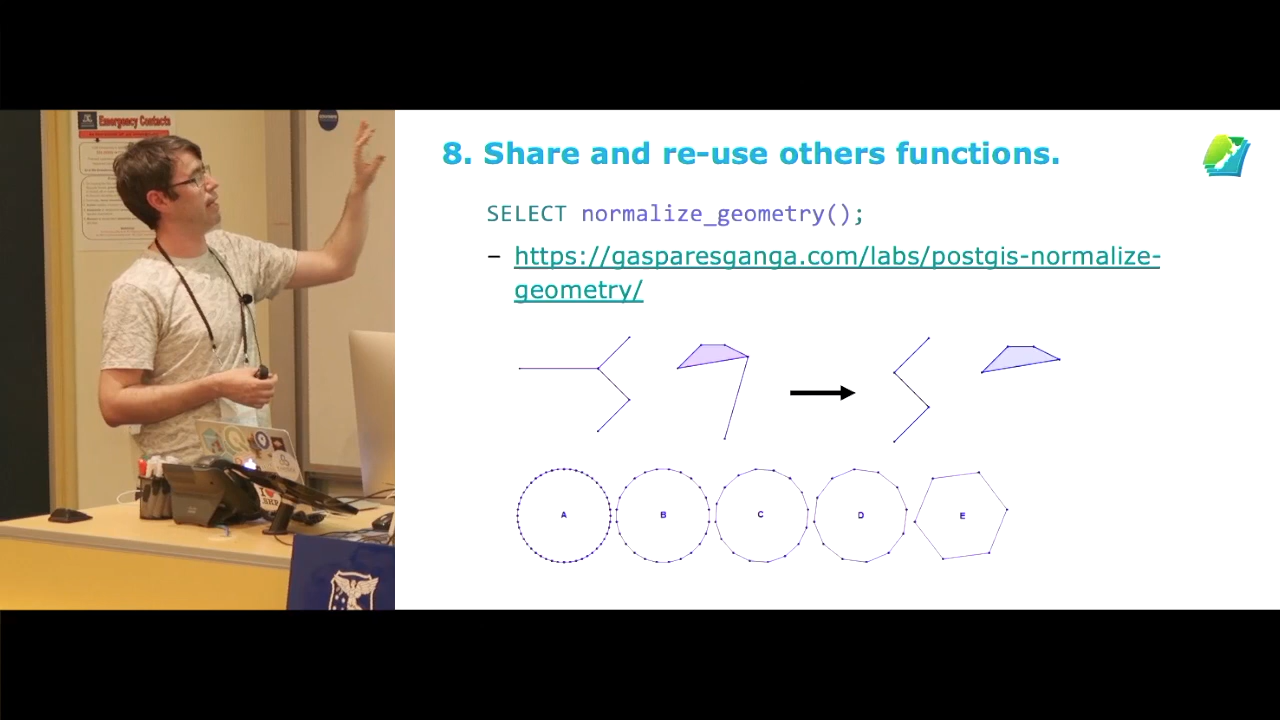 Emergency Contacts
8. Share and re-use others functions.
SELECT normalize_geometry();
– https://gasparesganga.com/labs/postgis-normalize-
geometry/
A B C D E
I ♥